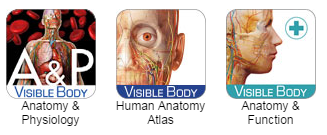 A&P
VISIBLE BODY
Anatomy &
Physiology
VISIBLE BODY
Human Anatomy
Atlas
VISIBLE BODY
Anatomy &
Function